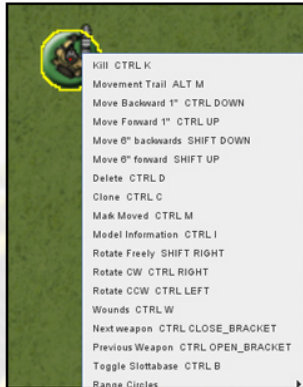 Kill CTRL K
Movement Trail ALT M
Move Backward 1" CTRL DOWN
Move Forward 1" CTRL UP
Move 6" backwards SHIFT DOWN
Move 6" forward SHIFT UP
Delete CTRL D
Clone CTRL C
Mark Moved CTRL M
Model Information CTRL I
Rotate Freely SHIFT RIGHT
Rotate CW CTRL RIGHT
Rotate CCW CTRL LEFT
Wounds CTRL W
Next weapon CTRL CLOSE_BRACKET
Previous Weapon CTRL OPEN_BRACKET
Toggle Slottabase CTRL B
Range Circles